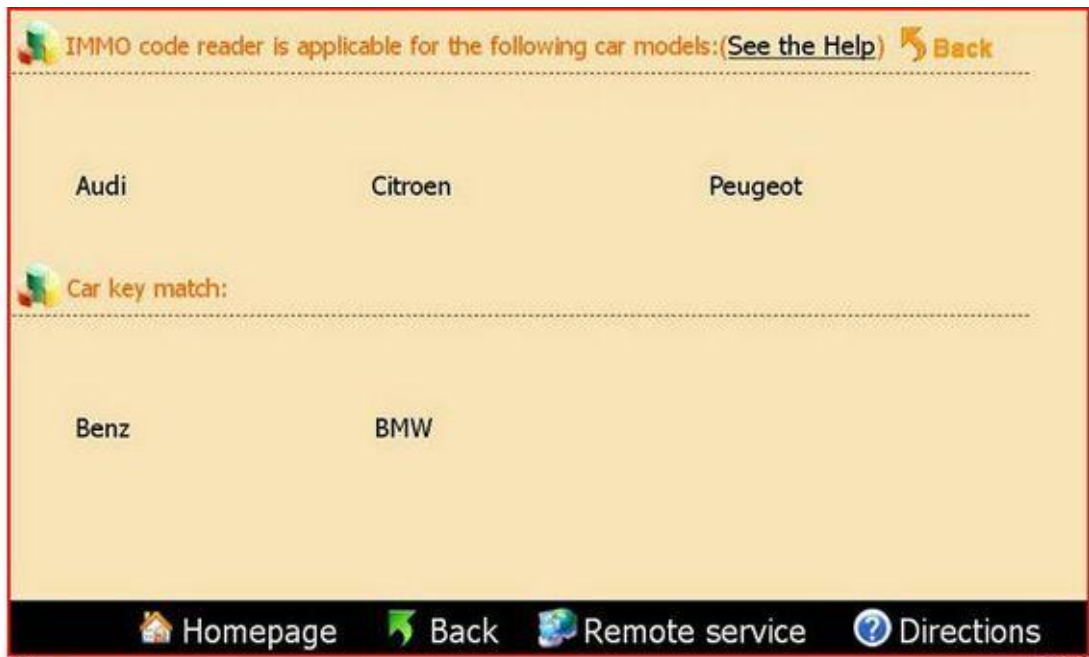 IMMO code reader is applicable for the following car models:(See the Help) Back
Audi Citroen Peugeot
Car key match:
Benz BMW
Homepage Back Remote service Directions